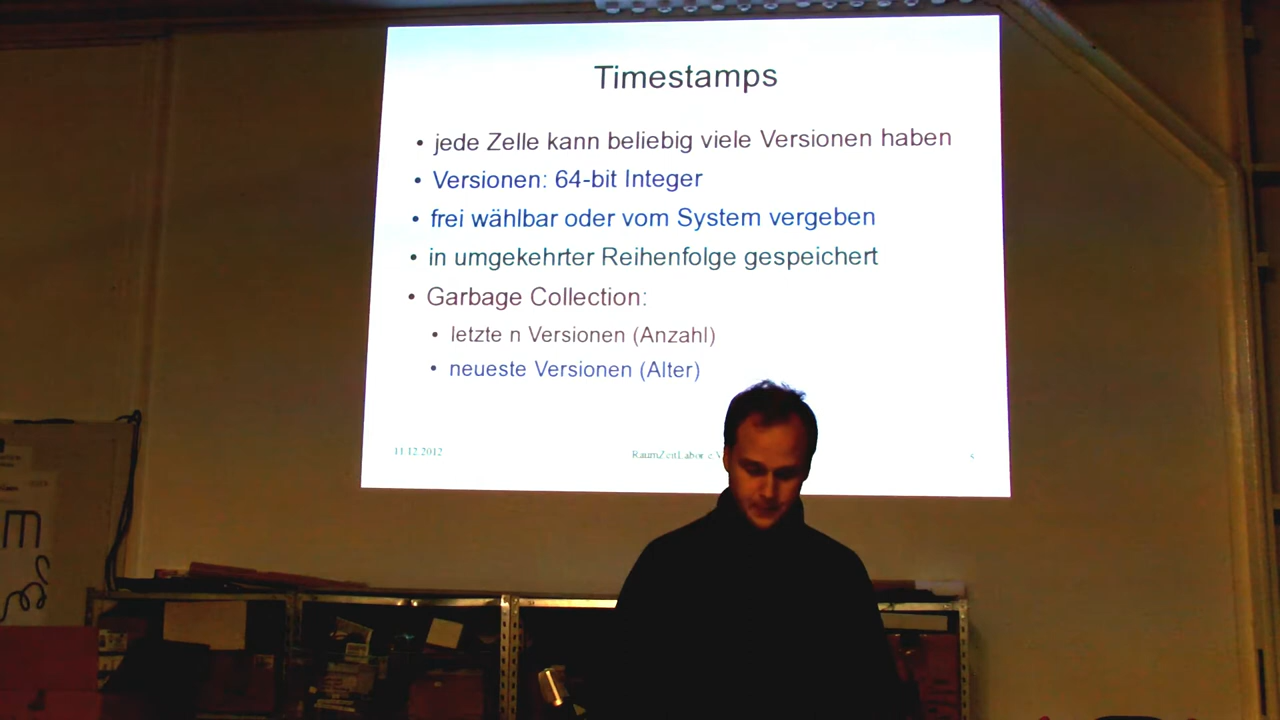 Timestamps
• jede Zelle kann beliebig viele Versionen haben
• Versionen: 64-bit Integer
• frei wählbar oder vom System vergeben
• in umgekehrter Reihenfolge gespeichert
• Garbage Collection:
• letzte n Versionen (Anzahl)
• neueste Versionen (Alter)
11.12.2012
RaumZeitLabor e.V